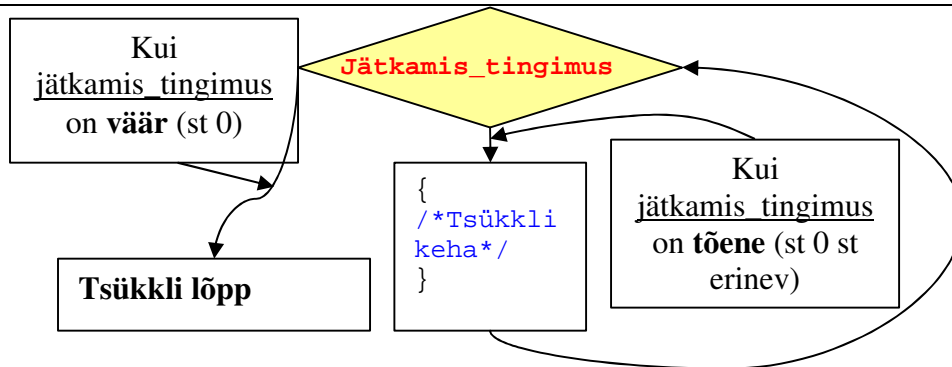 Kui
jätkamis_tingimus
on väär (st 0)
Jätkamis_tingimus
{
/*Tsükkli
keha*/
}
Kui
jätkamis_tingimus
on tõene (st 0 st
erinev)
Tsükkli lõpp